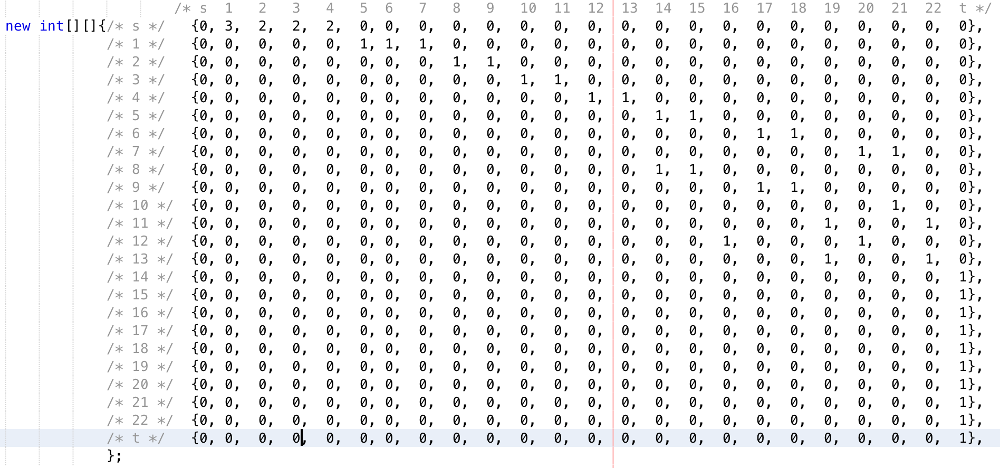 /* s 1 2 3 4 5 6 7 8 9 10 11 12 13 14 15 16 17 18 19 20 21 22 t */
new int[][]{/* s */ {0, 3, 2, 2, 2, 0, 0, 0, 0, 0, 0, 0, 0, 0, 0, 0, 0, 0, 0, 0, 0, 0, 0, 0},
/* 1 */ {0, 0, 0, 0, 0, 1, 1, 1, 0, 0, 0, 0, 0, 0, 0, 0, 0, 0, 0, 0, 0, 0, 0, 0},
/* 2 */ {0, 0, 0, 0, 0, 0, 0, 0, 1, 1, 0, 0, 0, 0, 0, 0, 0, 0, 0, 0, 0, 0, 0, 0},
/* 3 */ {0, 0, 0, 0, 0, 0, 0, 0, 0, 0, 1, 1, 0, 0, 0, 0, 0, 0, 0, 0, 0, 0, 0, 0},
/* 4 */ {0, 0, 0, 0, 0, 0, 0, 0, 0, 0, 0, 0, 1, 1, 0, 0, 0, 0, 0, 0, 0, 0, 0, 0},
/* 5 */ {0, 0, 0, 0, 0, 0, 0, 0, 0, 0, 0, 0, 0, 0, 1, 1, 0, 0, 0, 0, 0, 0, 0, 0},
/* 6 */ {0, 0, 0, 0, 0, 0, 0, 0, 0, 0, 0, 0, 0, 0, 0, 0, 0, 1, 1, 0, 0, 0, 0, 0},
/* 7 */ {0, 0, 0, 0, 0, 0, 0, 0, 0, 0, 0, 0, 0, 0, 0, 0, 0, 0, 0, 0, 1, 1, 0, 0},
/* 8 */ {0, 0, 0, 0, 0, 0, 0, 0, 0, 0, 0, 0, 0, 0, 1, 1, 0, 0, 0, 0, 0, 0, 0, 0},
/* 9 */ {0, 0, 0, 0, 0, 0, 0, 0, 0, 0, 0, 0, 0, 0, 0, 0, 0, 1, 1, 0, 0, 0, 0, 0},
/* 10 */ {0, 0, 0, 0, 0, 0, 0, 0, 0, 0, 0, 0, 0, 0, 0, 0, 0, 0, 0, 0, 0, 1, 0, 0},
/* 11 */ {0, 0, 0, 0, 0, 0, 0, 0, 0, 0, 0, 0, 0, 0, 0, 0, 0, 0, 0, 1, 0, 0, 1, 0},
/* 12 */ {0, 0, 0, 0, 0, 0, 0, 0, 0, 0, 0, 0, 0, 0, 0, 0, 1, 0, 0, 0, 1, 0, 0, 0},
/* 13 */ {0, 0, 0, 0, 0, 0, 0, 0, 0, 0, 0, 0, 0, 0, 0, 0, 0, 0, 0, 1, 0, 0, 1, 0},
/* 14 */ {0, 0, 0, 0, 0, 0, 0, 0, 0, 0, 0, 0, 0, 0, 0, 0, 0, 0, 0, 0, 0, 0, 0, 1},
/* 15 */ {0, 0, 0, 0, 0, 0, 0, 0, 0, 0, 0, 0, 0, 0, 0, 0, 0, 0, 0, 0, 0, 0, 0, 1},
/* 16 */ {0, 0, 0, 0, 0, 0, 0, 0, 0, 0, 0, 0, 0, 0, 0, 0, 0, 0, 0, 0, 0, 0, 0, 1},
/* 17 */ {0, 0, 0, 0, 0, 0, 0, 0, 0, 0, 0, 0, 0, 0, 0, 0, 0, 0, 0, 0, 0, 0, 0, 1},
/* 18 */ {0, 0, 0, 0, 0, 0, 0, 0, 0, 0, 0, 0, 0, 0, 0, 0, 0, 0, 0, 0, 0, 0, 0, 1},
/* 19 */ {0, 0, 0, 0, 0, 0, 0, 0, 0, 0, 0, 0, 0, 0, 0, 0, 0, 0, 0, 0, 0, 0, 0, 1},
/* 20 */ {0, 0, 0, 0, 0, 0, 0, 0, 0, 0, 0, 0, 0, 0, 0, 0, 0, 0, 0, 0, 0, 0, 0, 1},
/* 21 */ {0, 0, 0, 0, 0, 0, 0, 0, 0, 0, 0, 0, 0, 0, 0, 0, 0, 0, 0, 0, 0, 0, 0, 1},
/* 22 */ {0, 0, 0, 0, 0, 0, 0, 0, 0, 0, 0, 0, 0, 0, 0, 0, 0, 0, 0, 0, 0, 0, 0, 1},
/* t */ {0, 0, 0, 0, 0, 0, 0, 0, 0, 0, 0, 0, 0, 0, 0, 0, 0, 0, 0, 0, 0, 0, 0, 1},
};